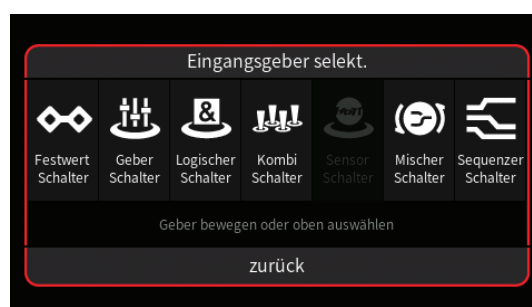 Eingangsgeber selekt.
&
Festwert Geber Logischer Kombi Sensor Mischer Sequenzer
Schalter Schalter Schalter Schalter Schalter Schalter Schalter
Geber bewegen oder oben auswählen
zurück